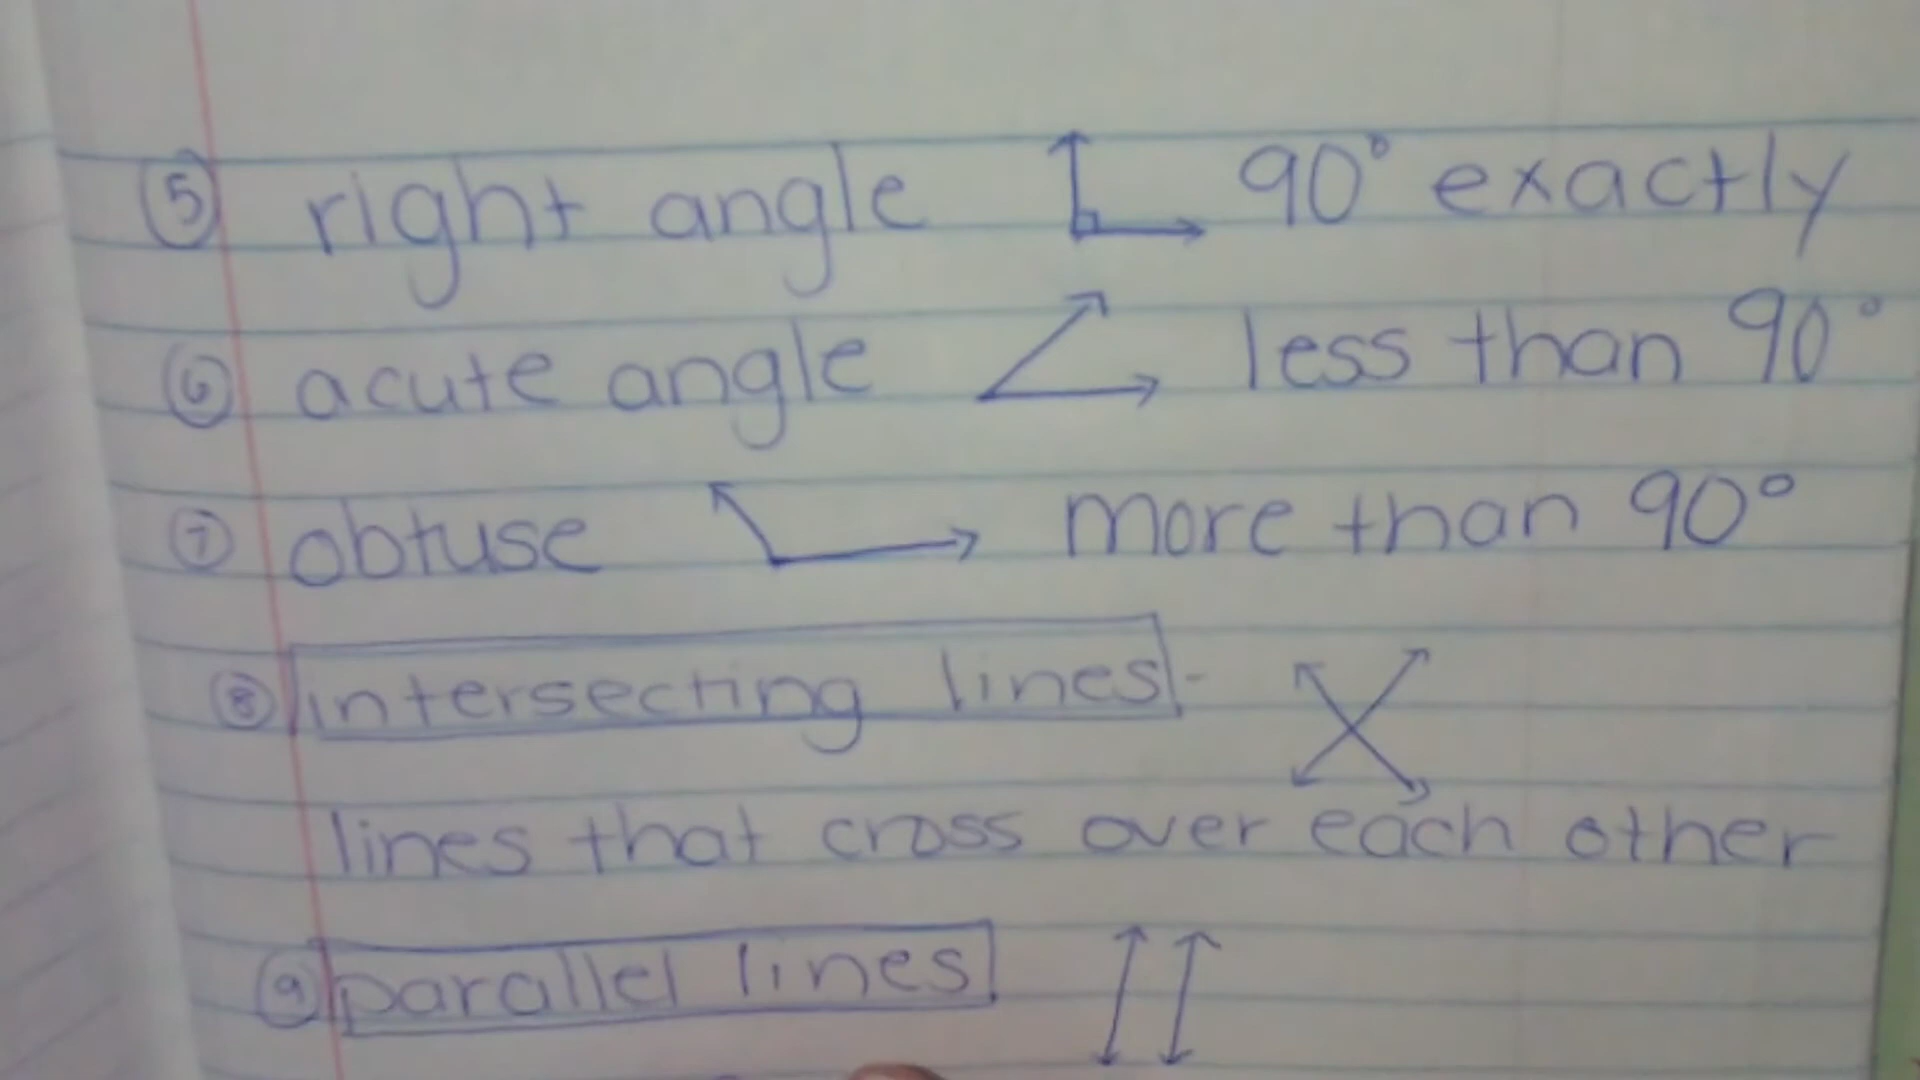 ⑤ right angle 90° exactly
⑥ acute angle less than 90°
⑦ obtuse more than 90°
⑧ intersecting lines -
lines that cross over each other
⑨ parallel lines